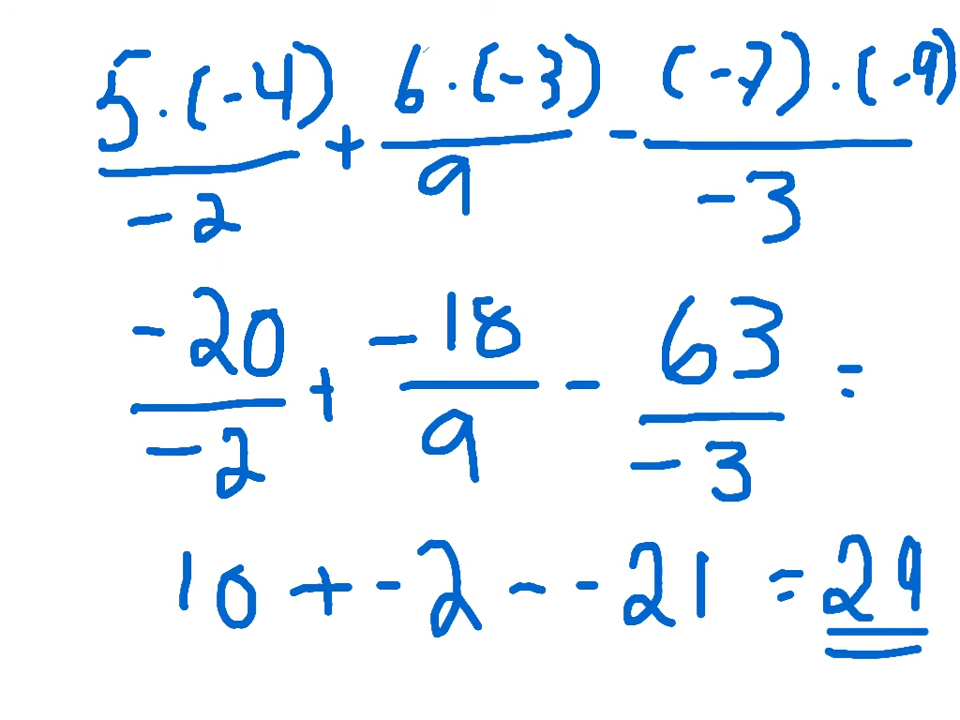 5 · (-4) / -2 + 6 · (-3) / 9 - (-7) · (-9) / -3
-20 / -2 + -18 / 9 - 63 / -3 =
10 + -2 - -21 = 29